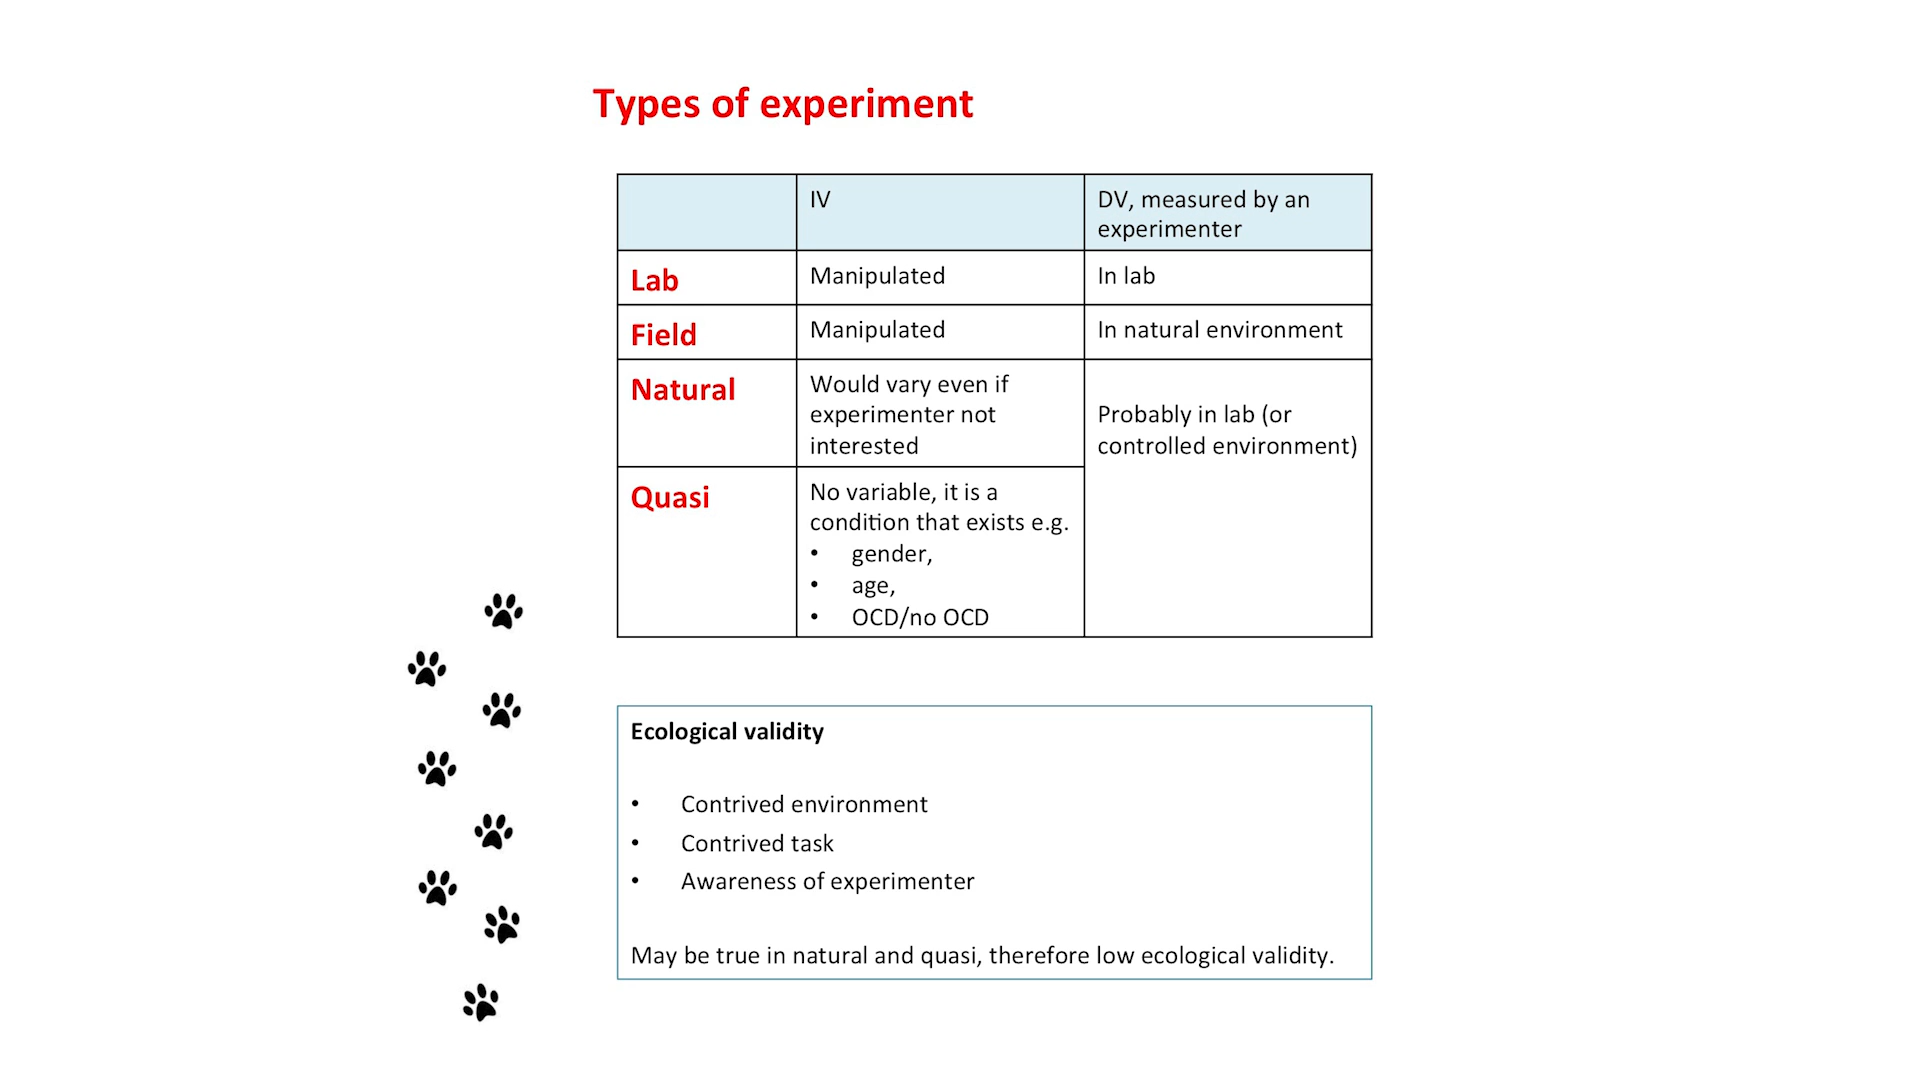 Types of experiment
IV
DV, measured by an
experimenter
Lab
Manipulated
In lab
Field
Manipulated
In natural environment
Natural
Would vary even if
experimenter not
interested
Probably in lab (or
controlled environment)
Quasi
No variable, it is a
condition that exists e.g.
• gender,
• age,
• OCD/no OCD
Ecological validity
• Contrived environment
• Contrived task
• Awareness of experimenter
May be true in natural and quasi, therefore low ecological validity.